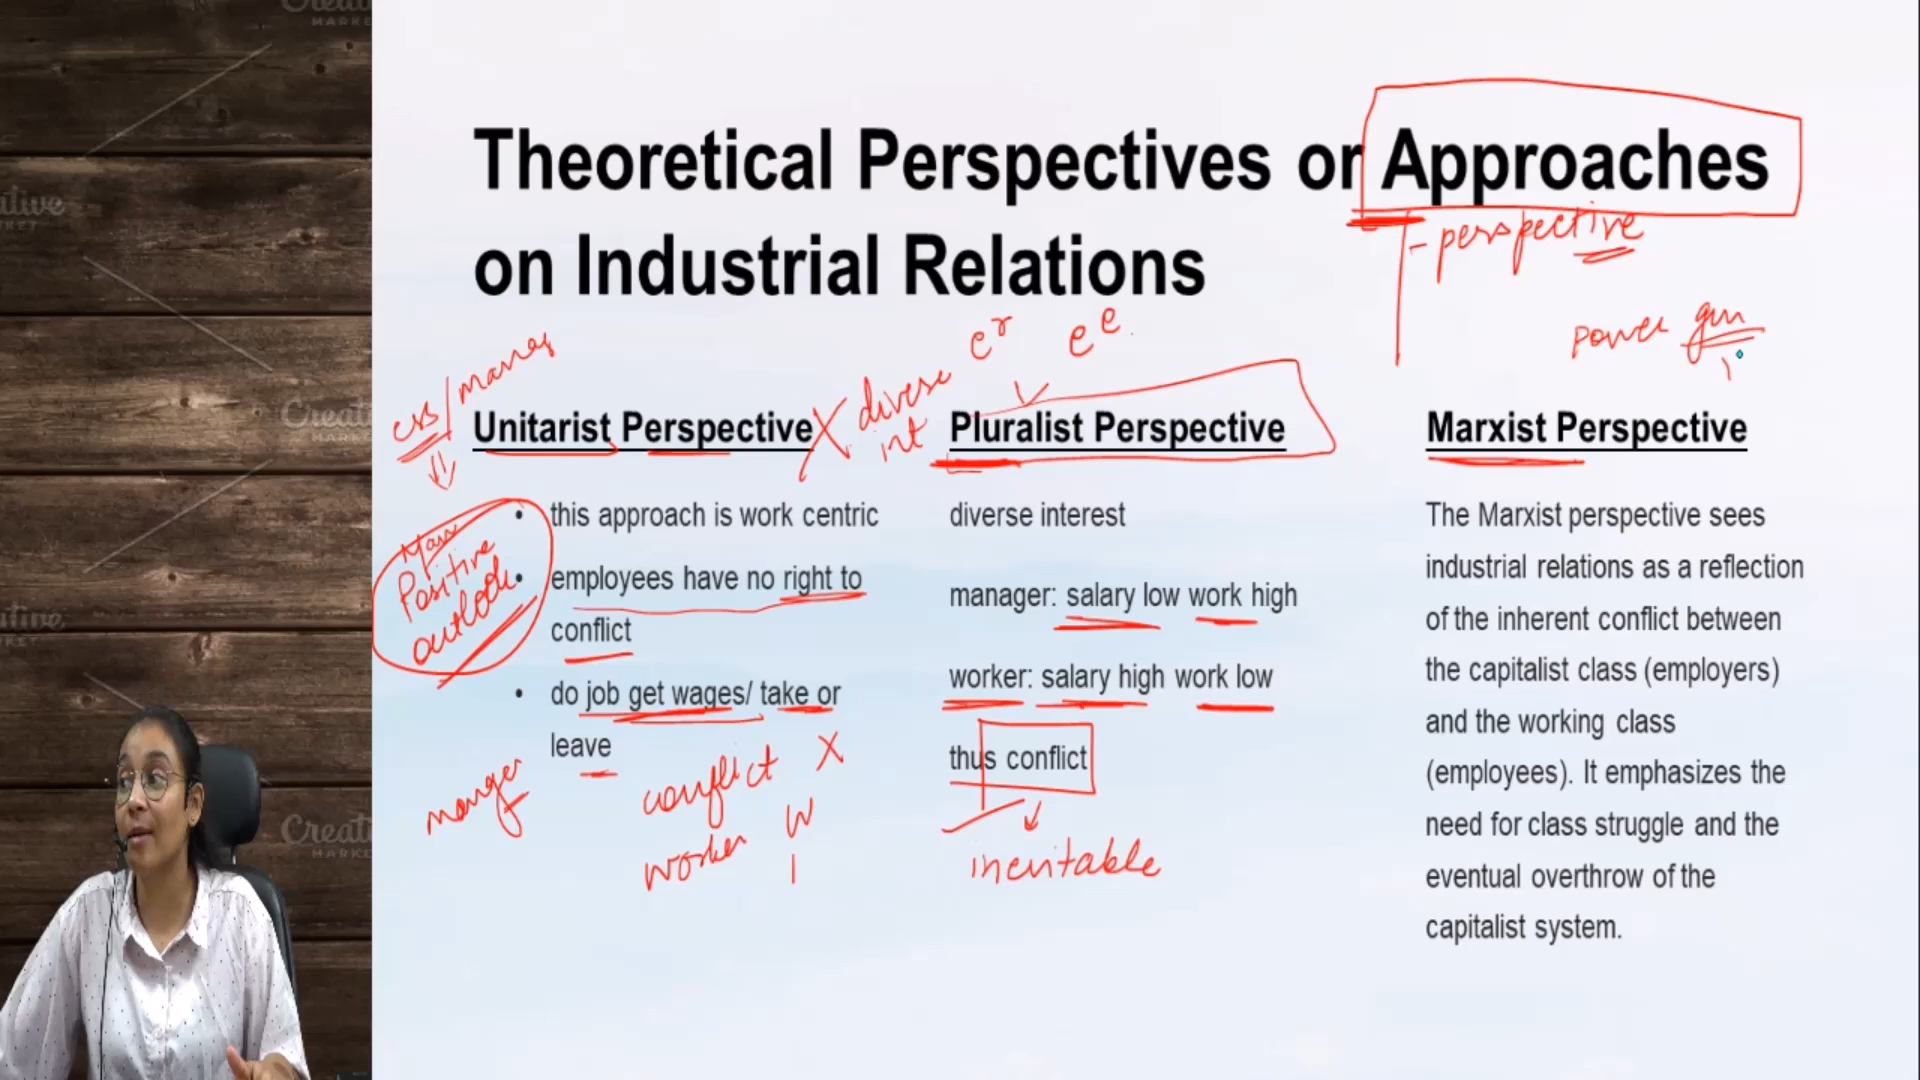 Theoretical Perspectives or Approaches
on Industrial Relations
- perspective
power
er ee
diverse
int
Unitarist Perspective
• this approach is work centric
• employees have no right to
conflict
• do job get wages/ take or
leave
Positive
outlook
conflict X
worker
Pluralist Perspective
diverse interest
manager: salary low work high
worker: salary high work low
thus conflict
inevitable
Marxist Perspective
The Marxist perspective sees
industrial relations as a reflection
of the inherent conflict between
the capitalist class (employers)
and the working class
(employees). It emphasizes the
need for class struggle and the
eventual overthrow of the
capitalist system.